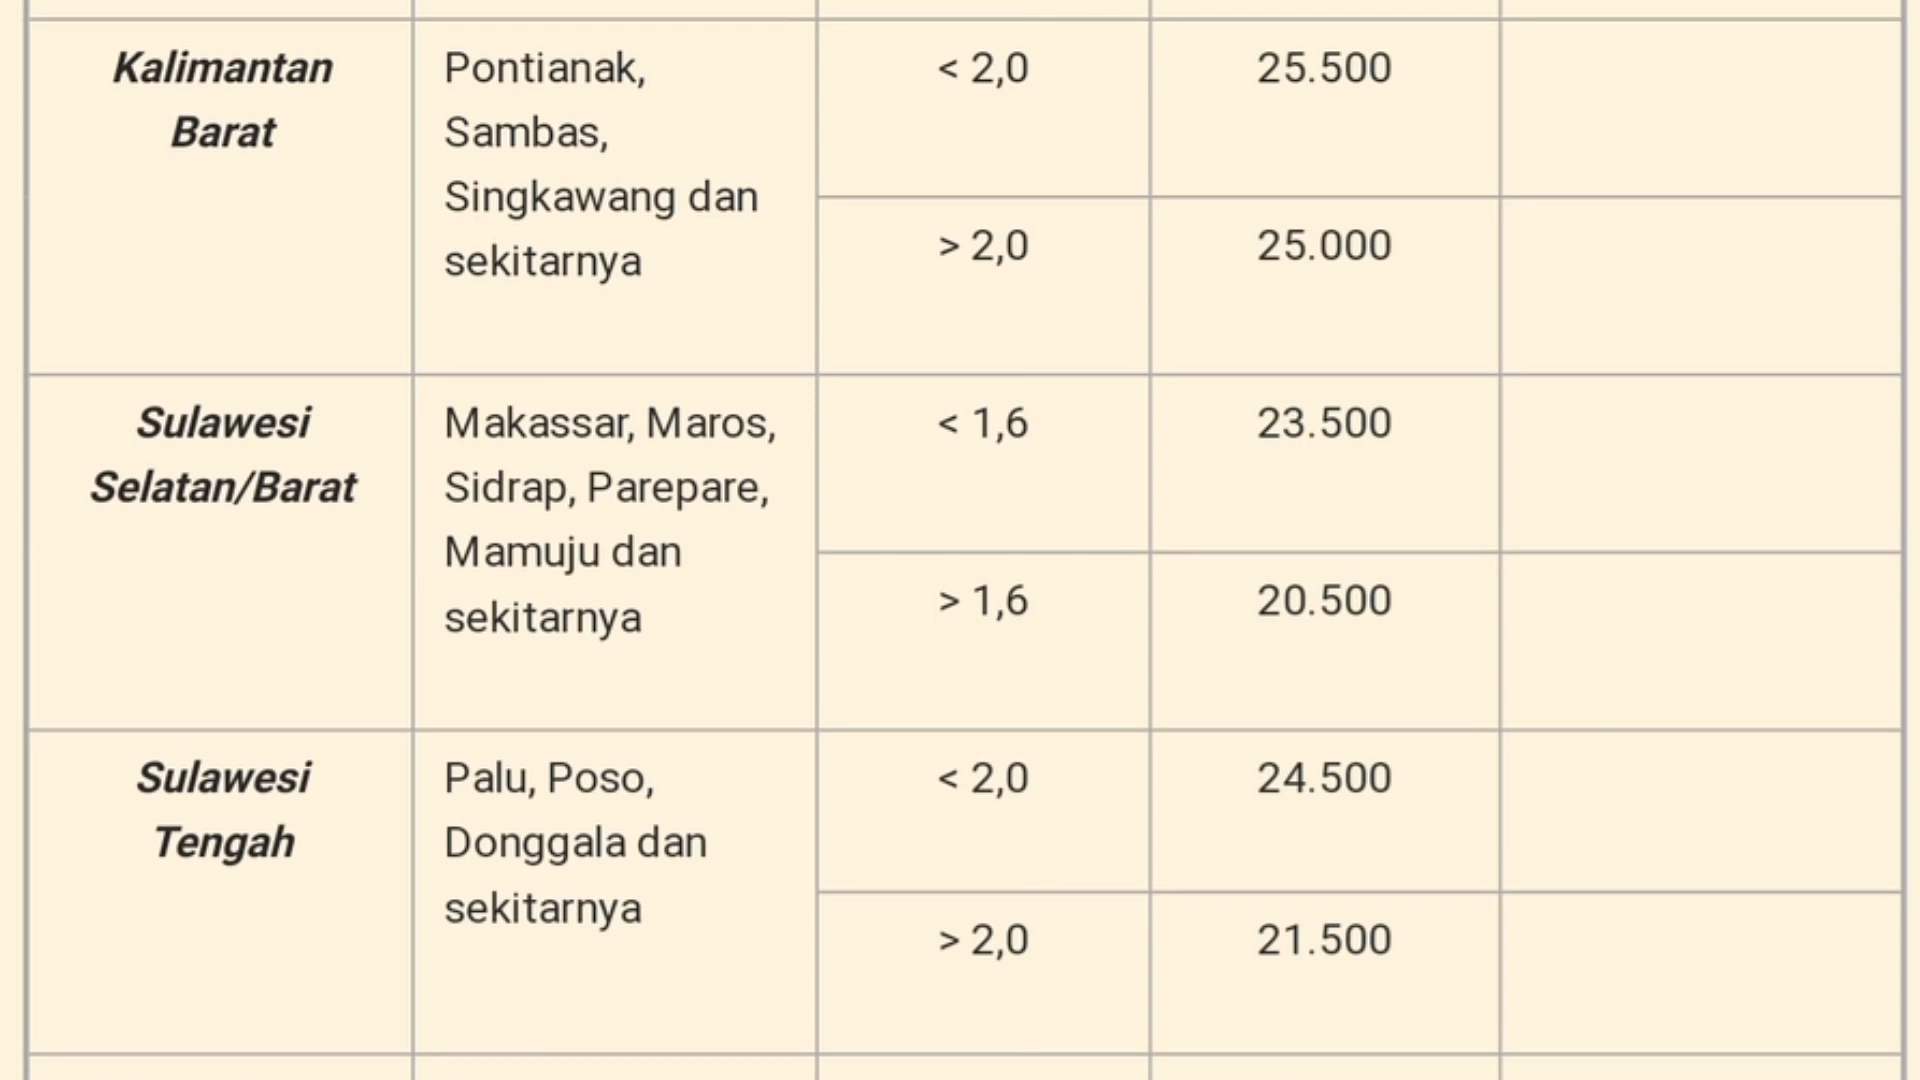 Kalimantan
Barat
Pontianak,
Sambas,
Singkawang dan
sekitarnya
< 2,0
25.500
> 2,0
25.000
Sulawesi
Selatan/Barat
Makassar, Maros,
Sidrap, Parepare,
Mamuju dan
sekitarnya
< 1,6
23.500
> 1,6
20.500
Sulawesi
Tengah
Palu, Poso,
Donggala dan
sekitarnya
< 2,0
24.500
> 2,0
21.500